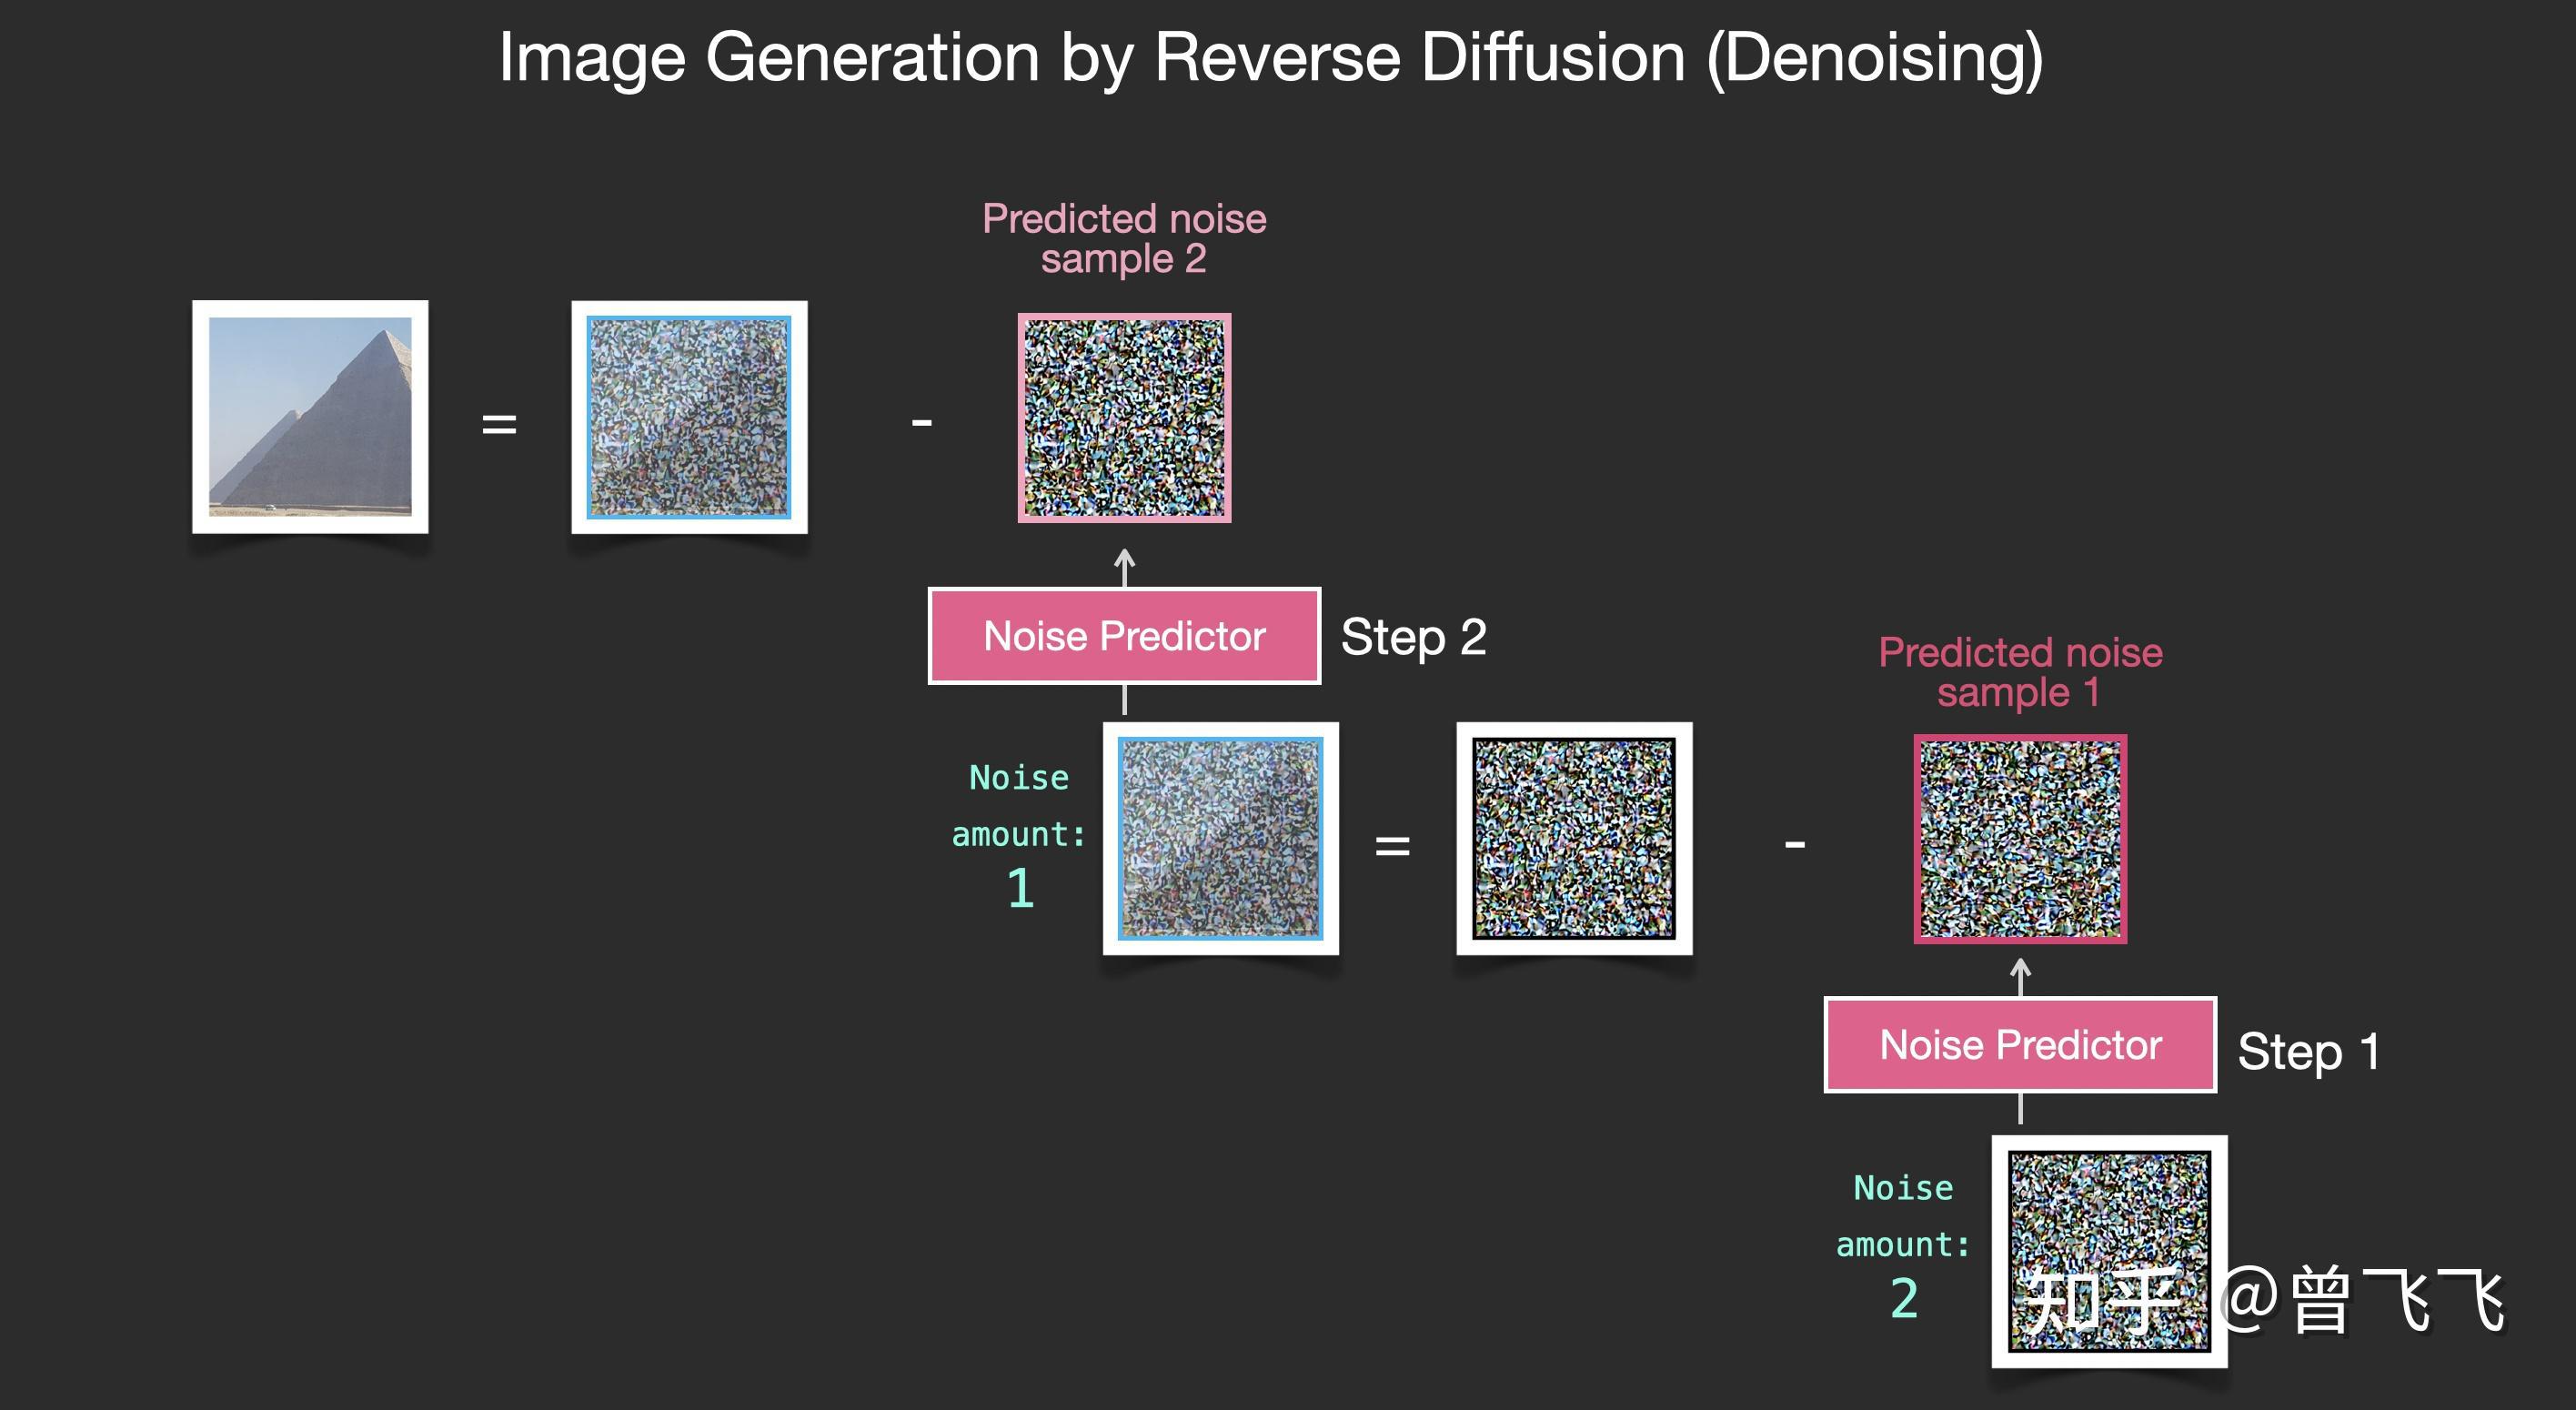 Image Generation by Reverse Diffusion (Denoising)
Predicted noise
sample 2
=
-
Noise Predictor
Step 2
Predicted noise
sample 1
Noise
amount:
1
=
-
Noise Predictor
Step 1
Noise
amount:
2
知乎 @曾飞飞